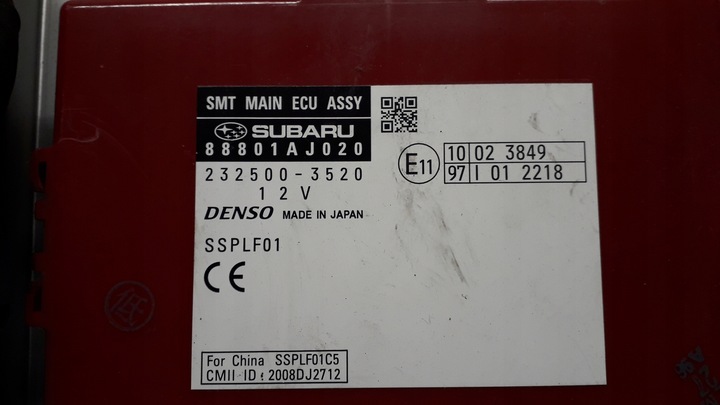 SMT MAIN ECU ASSY
SUBARU
88801AJ020
232500-3520
12V
DENSO MADE IN JAPAN
SSPLF01
CE
E11
10 02 3849
97 I 01 2218
For China SSPLF01C5
CMII ID : 2008DJ2712